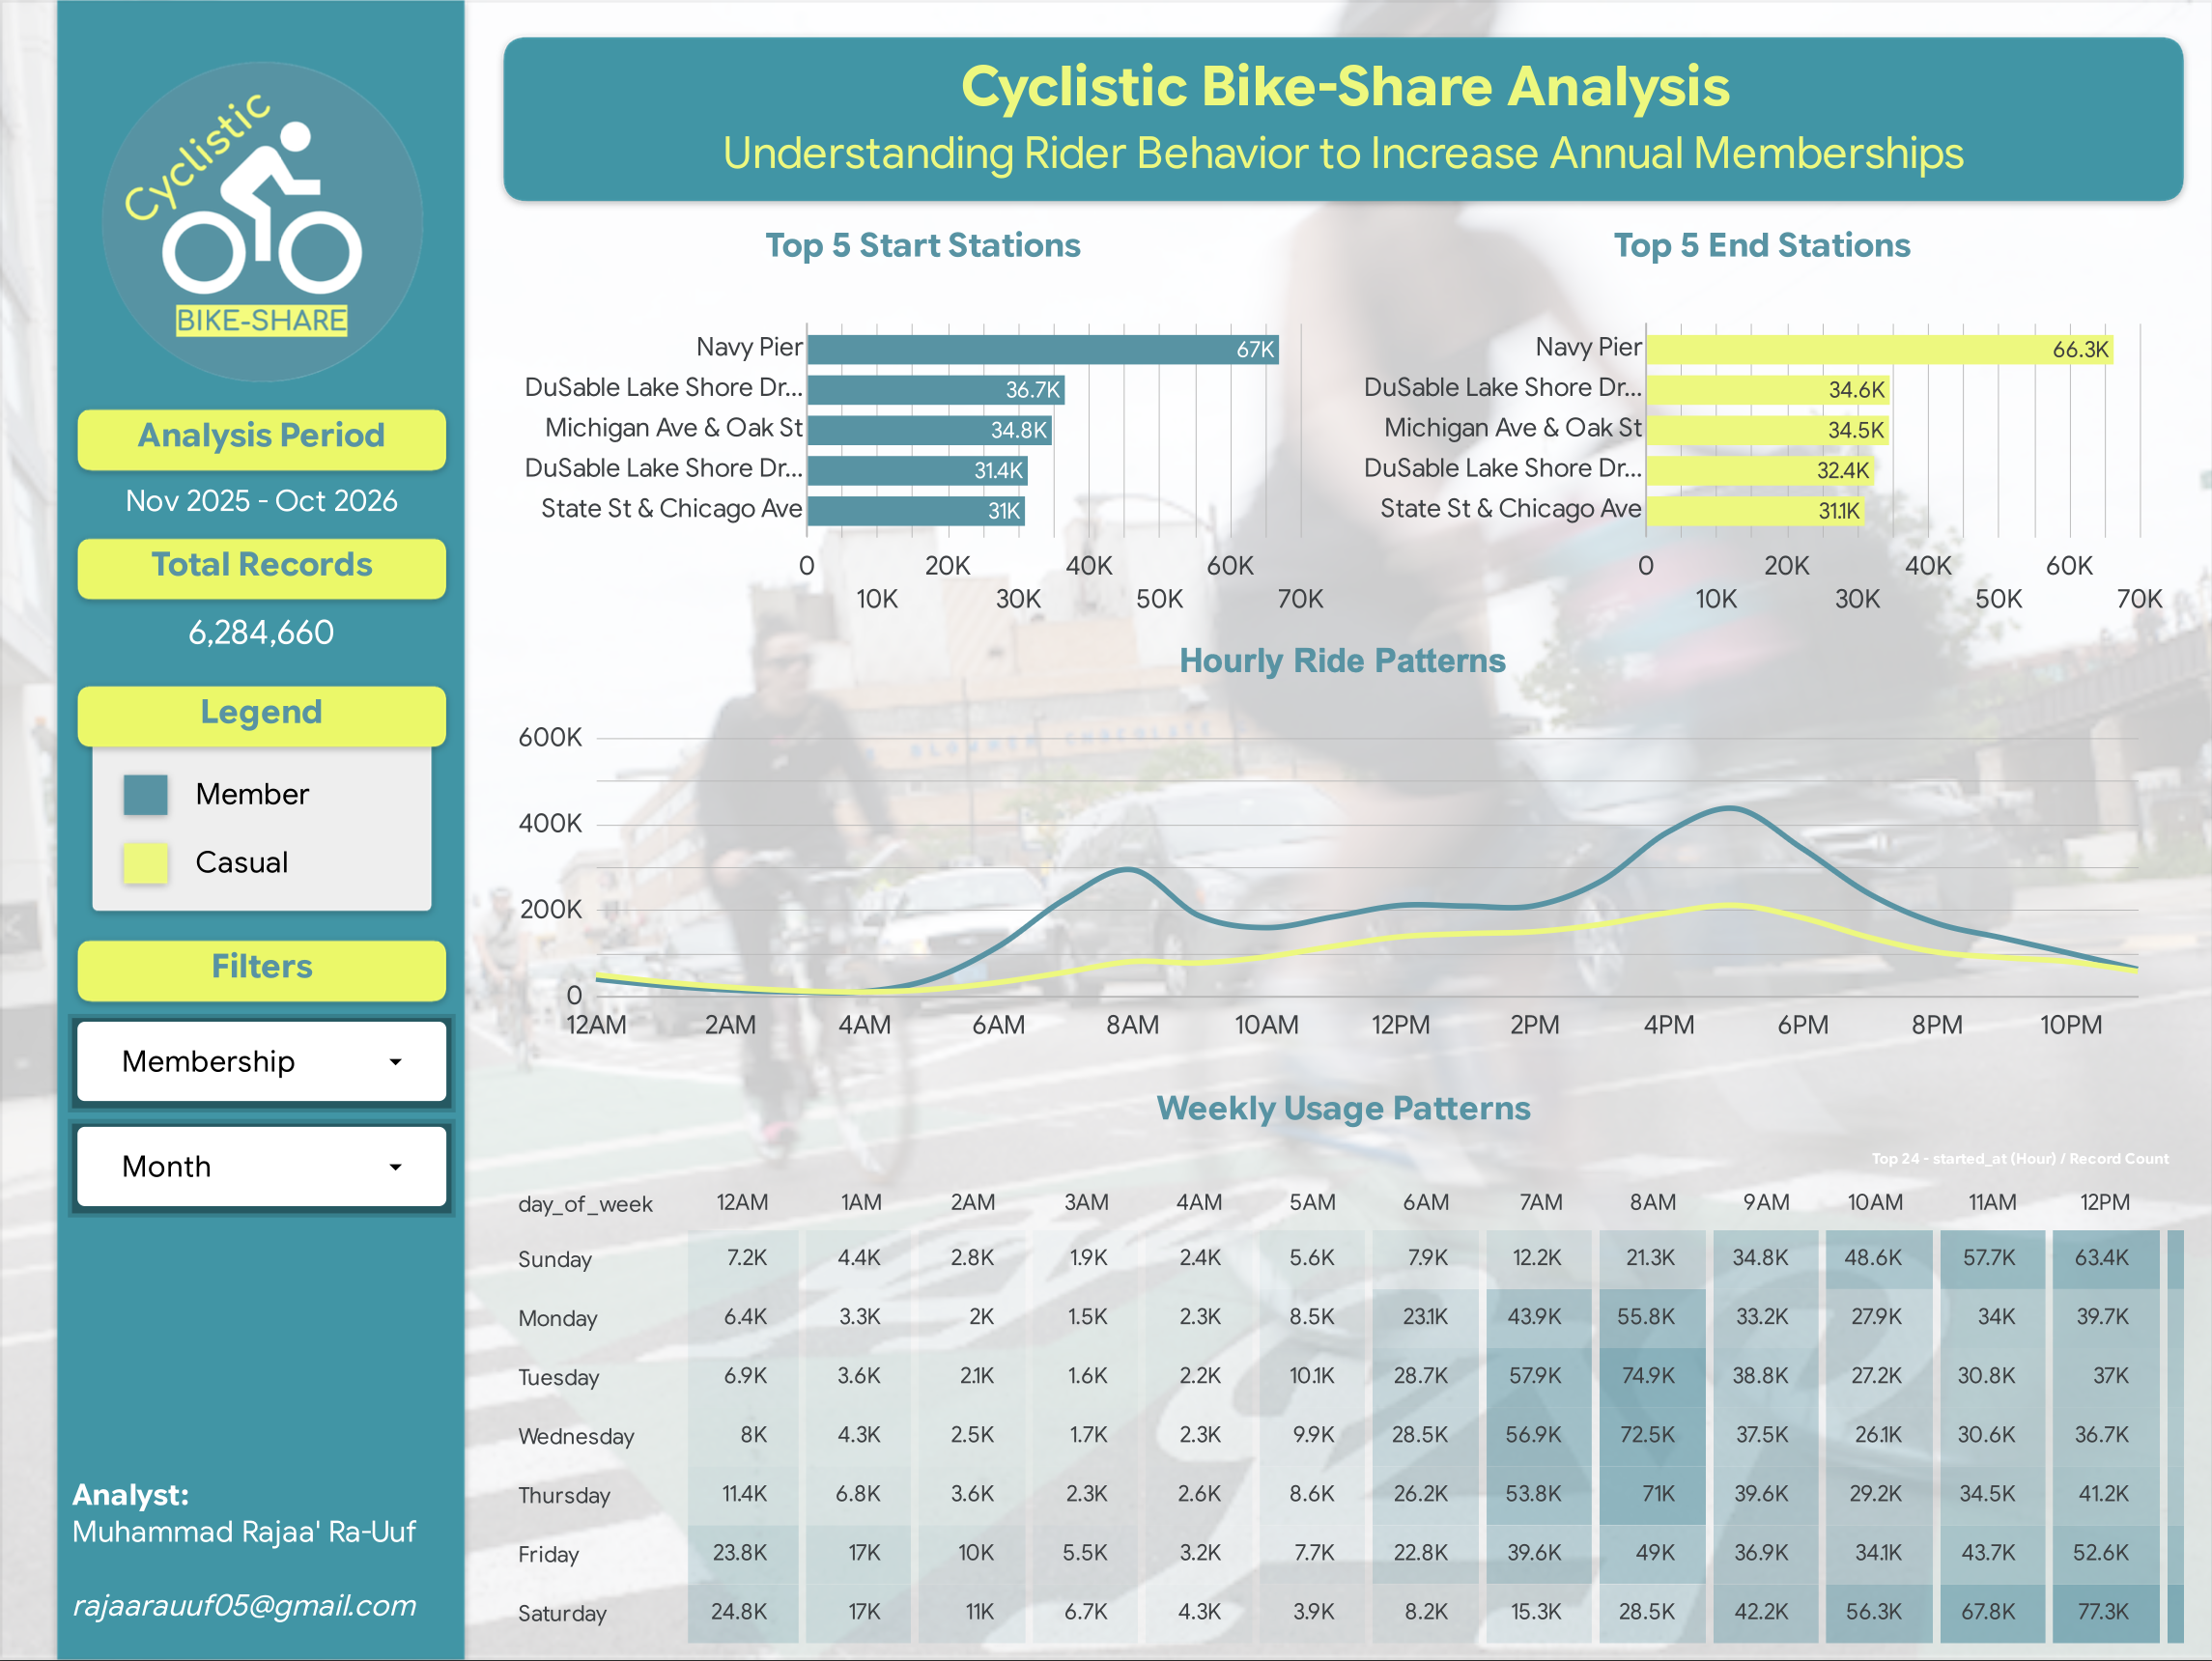 Cyclistic
BIKE-SHARE
Analysis Period
Nov 2025 - Oct 2026
Total Records
6,284,660
Legend
Member
Casual
Filters
Membership
Month
Analyst:
Muhammad Rajaa' Ra-Uuf
rajaarauuf05@gmail.com
Cyclistic Bike-Share Analysis
Understanding Rider Behavior to Increase Annual Memberships
Top 5 Start Stations
Navy Pier 67K
DuSable Lake Shore Dr... 36.7K
Michigan Ave & Oak St 34.8K
DuSable Lake Shore Dr... 31.4K
State St & Chicago Ave 31K
0 20K 40K 60K
10K 30K 50K 70K
Top 5 End Stations
Navy Pier 66.3K
DuSable Lake Shore Dr... 34.6K
Michigan Ave & Oak St 34.5K
DuSable Lake Shore Dr... 32.4K
State St & Chicago Ave 31.1K
0 20K 40K 60K
10K 30K 50K 70K
Hourly Ride Patterns
600K
400K
200K
0
12AM 2AM 4AM 6AM 8AM 10AM 12PM 2PM 4PM 6PM 8PM 10PM
Weekly Usage Patterns
Top 24 - started_at (Hour) / Record Count
day_of_week 12AM 1AM 2AM 3AM 4AM 5AM 6AM 7AM 8AM 9AM 10AM 11AM 12PM
Sunday 7.2K 4.4K 2.8K 1.9K 2.4K 5.6K 7.9K 12.2K 21.3K 34.8K 48.6K 57.7K 63.4K
Monday 6.4K 3.3K 2K 1.5K 2.3K 8.5K 23.1K 43.9K 55.8K 33.2K 27.9K 34K 39.7K
Tuesday 6.9K 3.6K 2.1K 1.6K 2.2K 10.1K 28.7K 57.9K 74.9K 38.8K 27.2K 30.8K 37K
Wednesday 8K 4.3K 2.5K 1.7K 2.3K 9.9K 28.5K 56.9K 72.5K 37.5K 26.1K 30.6K 36.7K
Thursday 11.4K 6.8K 3.6K 2.3K 2.6K 8.6K 26.2K 53.8K 71K 39.6K 29.2K 34.5K 41.2K
Friday 23.8K 17K 10K 5.5K 3.2K 7.7K 22.8K 39.6K 49K 36.9K 34.1K 43.7K 52.6K
Saturday 24.8K 17K 11K 6.7K 4.3K 3.9K 8.2K 15.3K 28.5K 42.2K 56.3K 67.8K 77.3K